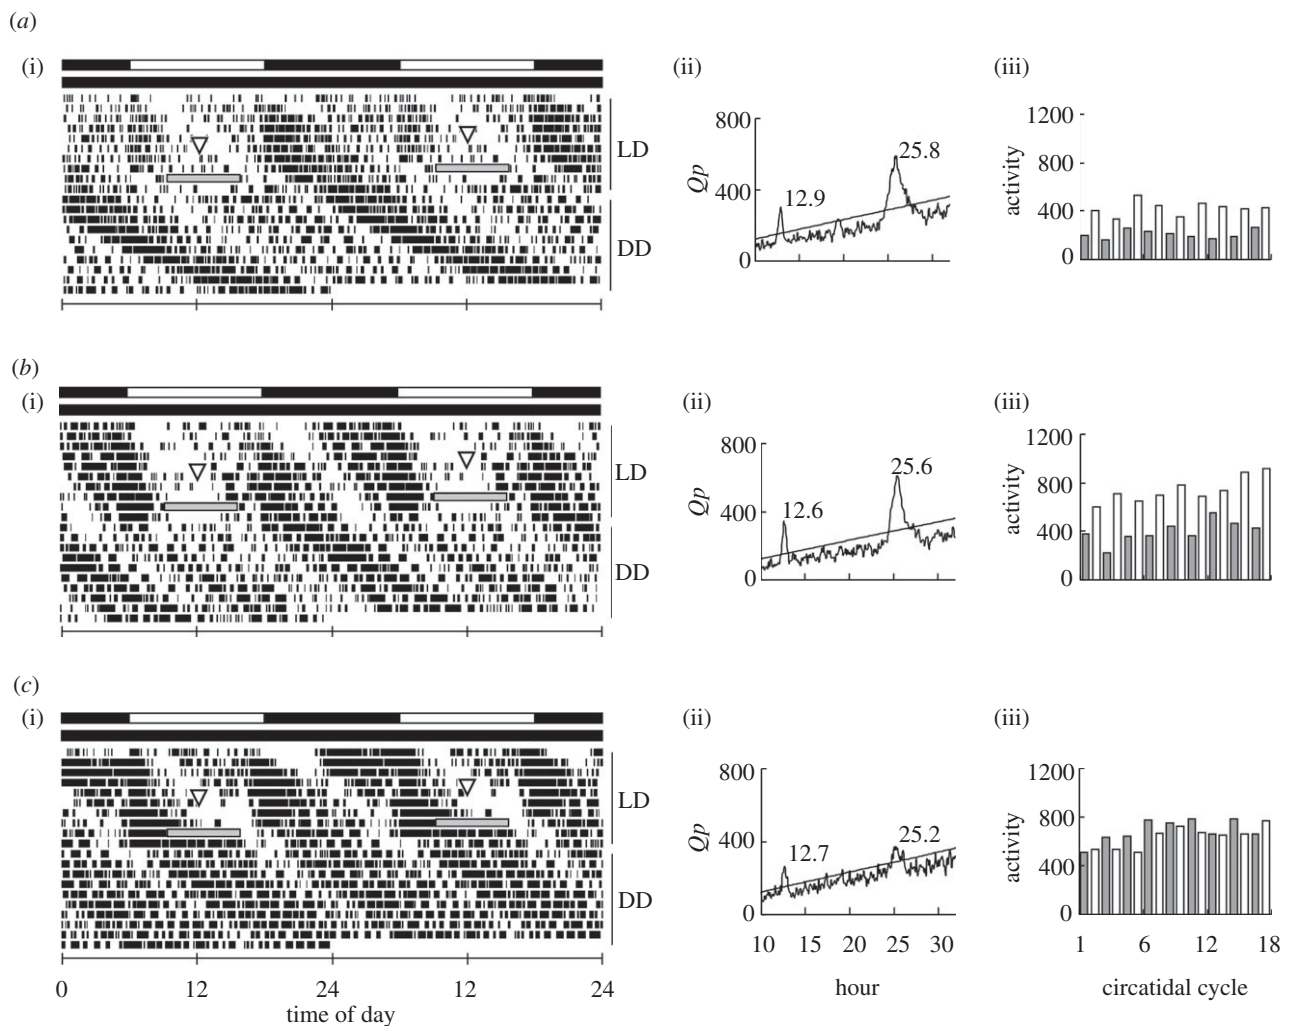 (a)
(i)
(ii)
(iii)
LD
DD
800
400
0
Qp
12.9
25.8
1200
800
400
0
activity
(b)
(i)
(ii)
(iii)
LD
DD
800
400
0
Qp
12.6
25.6
1200
800
400
0
activity
(c)
(i)
(ii)
(iii)
LD
DD
0 12 24 12 24
time of day
800
400
0
Qp
12.7
25.2
10 15 20 25 30
hour
1200
800
400
0
activity
1 6 12 18
circatidal cycle